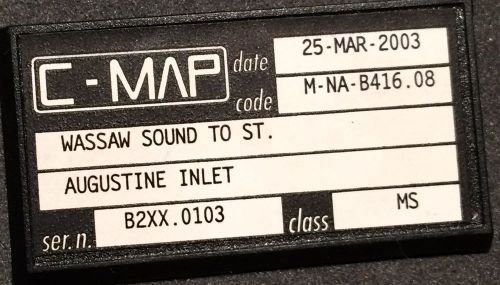 C-MAP date 25-MAR-2003
code M-NA-B416.08
WASSAW SOUND TO ST.
AUGUSTINE INLET
ser.n. B2XX.0103 class MS